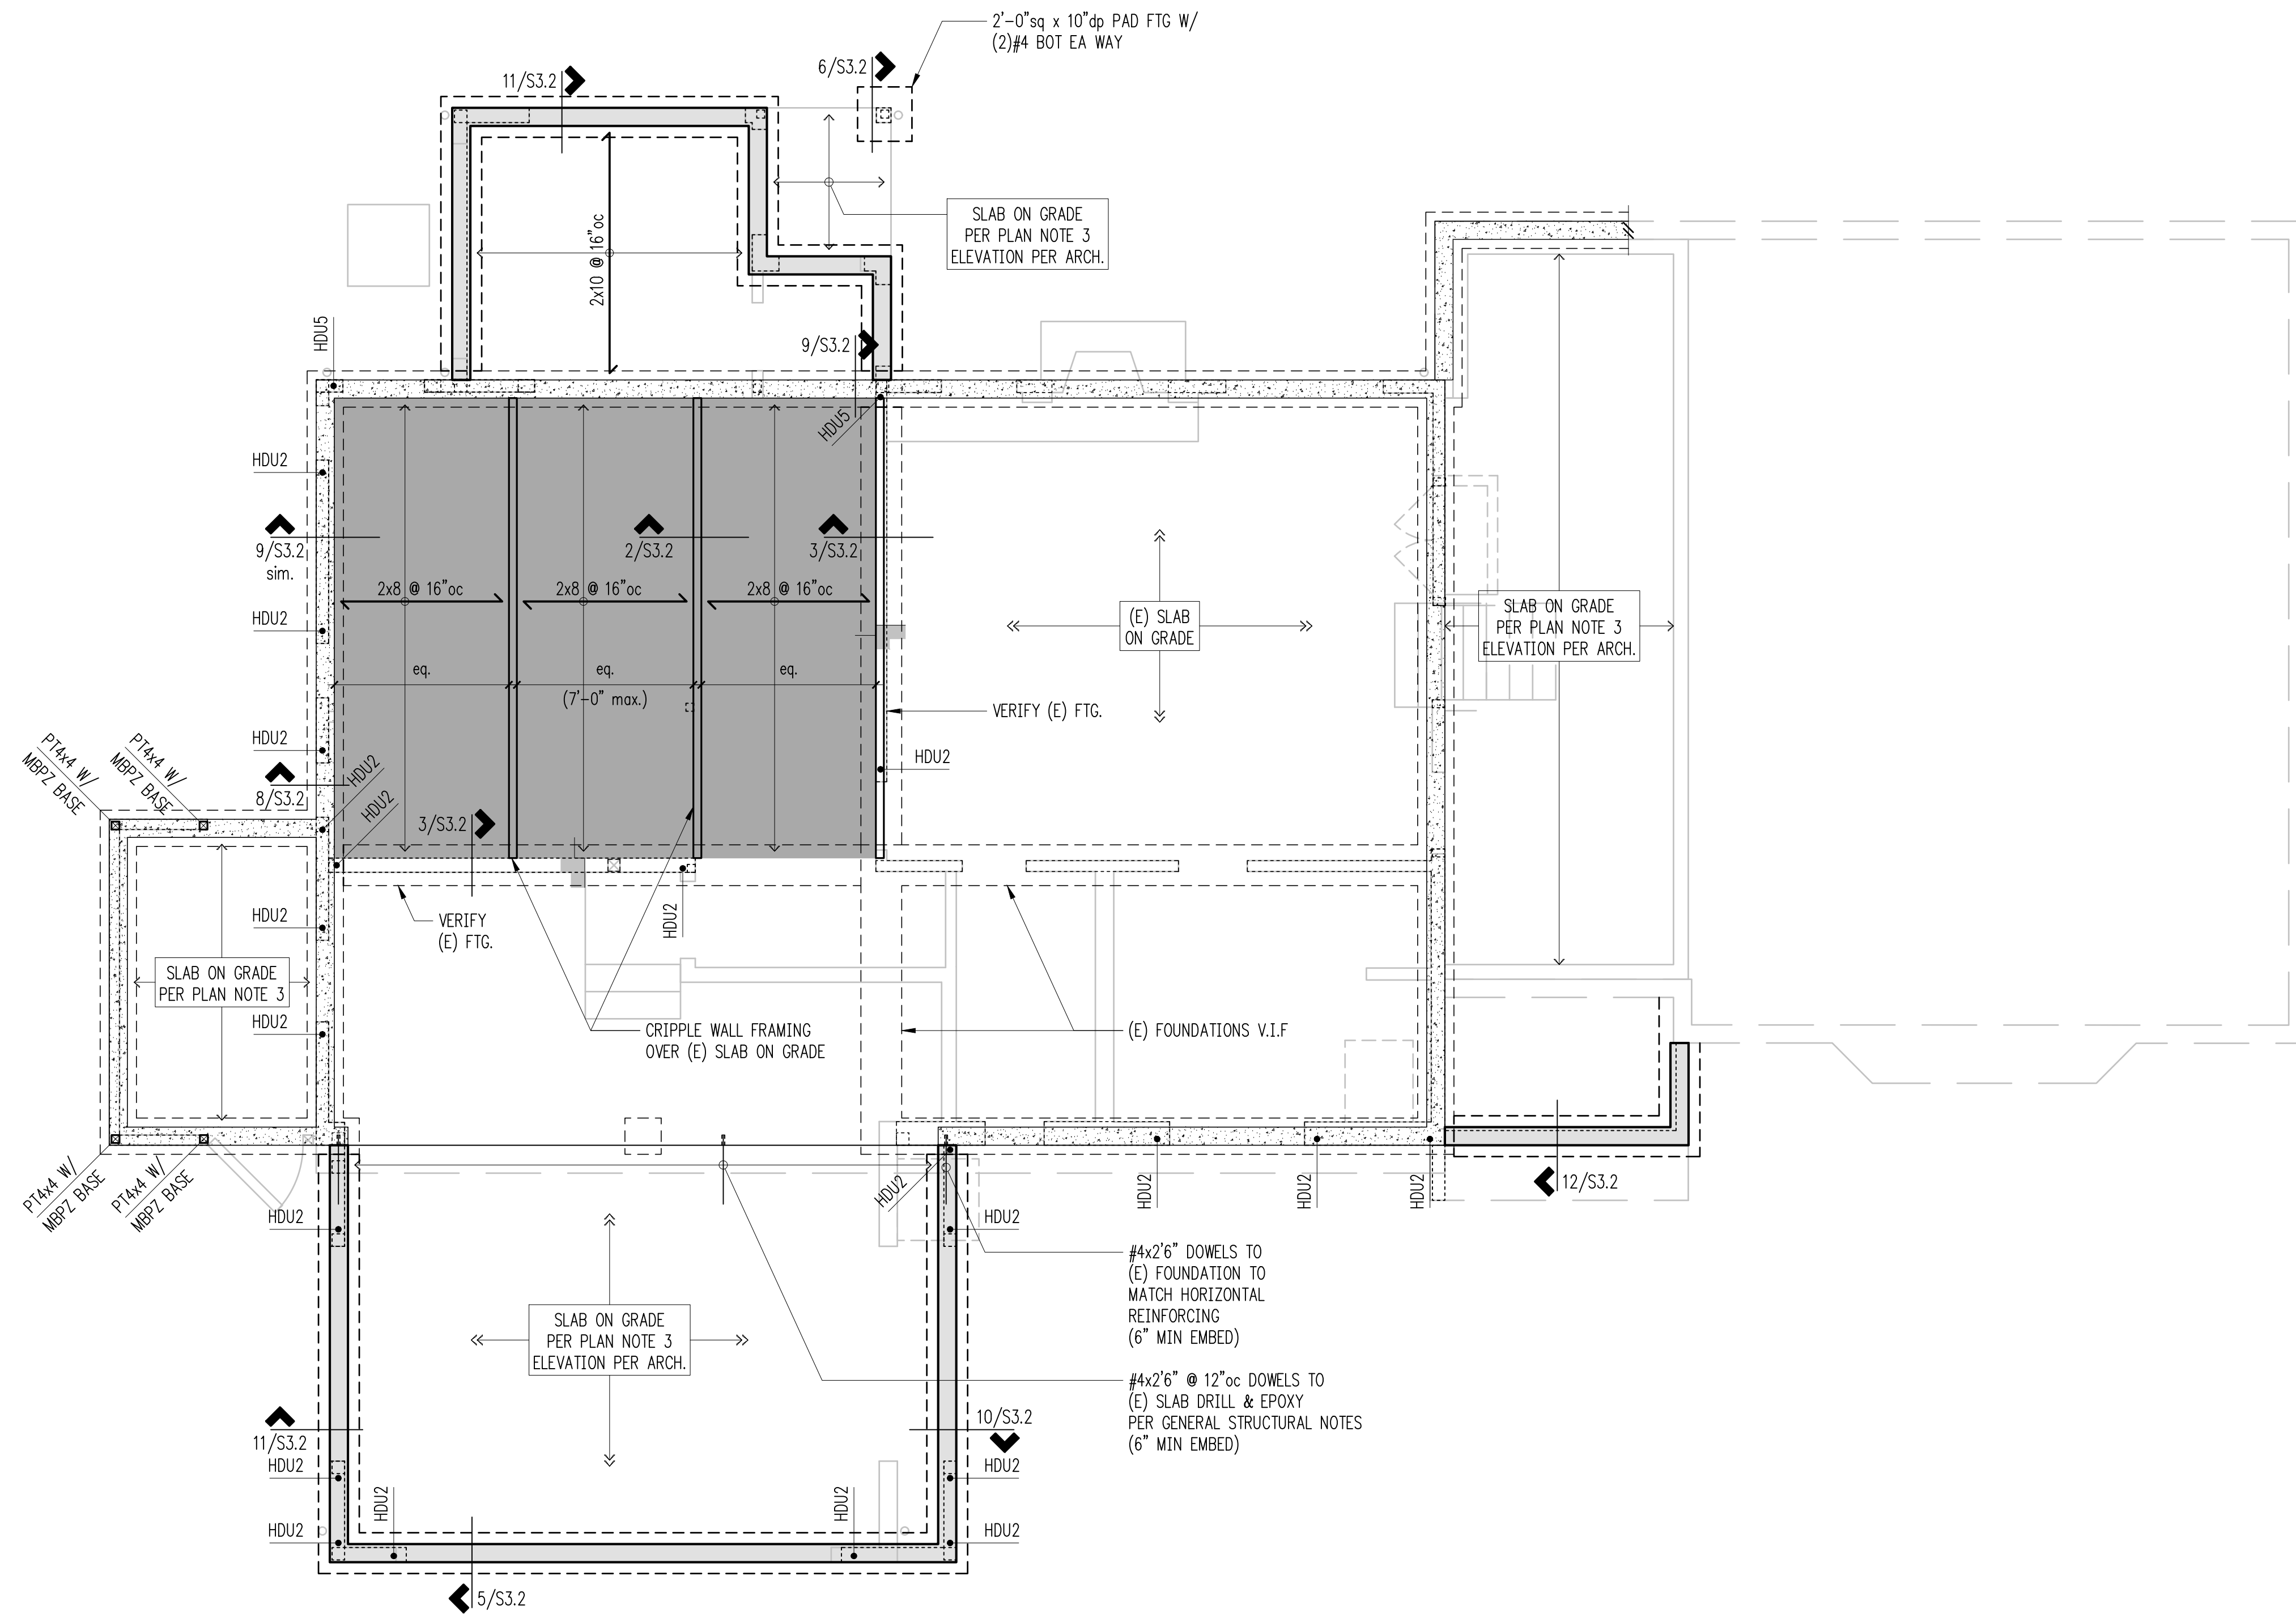 2'-0"sq x 10"dp PAD FTG W/
(2)#4 BOT EA WAY
11/S3.2
6/S3.2
SLAB ON GRADE
PER PLAN NOTE 3
ELEVATION PER ARCH.
2x10 @ 16"oc
HDU5
9/S3.2
HDU5
HDU2
9/S3.2
sim.
2/S3.2
3/S3.2
2x8 @ 16"oc
2x8 @ 16"oc
2x8 @ 16"oc
(E) SLAB
ON GRADE
SLAB ON GRADE
PER PLAN NOTE 3
ELEVATION PER ARCH.
HDU2
eq.
eq.
eq.
(7'-0" max.)
VERIFY (E) FTG.
HDU2
HDU2
PT4x4 W/
MBPZ BASE
PT4x4 W/
MBPZ BASE
8/S3.2
HDU2
HDU2
3/S3.2
HDU2
VERIFY
(E) FTG.
HDU2
SLAB ON GRADE
PER PLAN NOTE 3
HDU2
CRIPPLE WALL FRAMING
OVER (E) SLAB ON GRADE
(E) FOUNDATIONS V.I.F
PT4x4 W/
MBPZ BASE
PT4x4 W/
MBPZ BASE
HDU2
HDU2
HDU2
HDU2
12/S3.2
HDU2
HDU2
#4x2'6" DOWELS TO
(E) FOUNDATION TO
MATCH HORIZONTAL
REINFORCING
(6" MIN EMBED)
SLAB ON GRADE
PER PLAN NOTE 3
ELEVATION PER ARCH.
#4x2'6" @ 12"oc DOWELS TO
(E) SLAB DRILL & EPOXY
PER GENERAL STRUCTURAL NOTES
(6" MIN EMBED)
11/S3.2
10/S3.2
HDU2
HDU2
HDU2
HDU2
HDU2
HDU2
5/S3.2